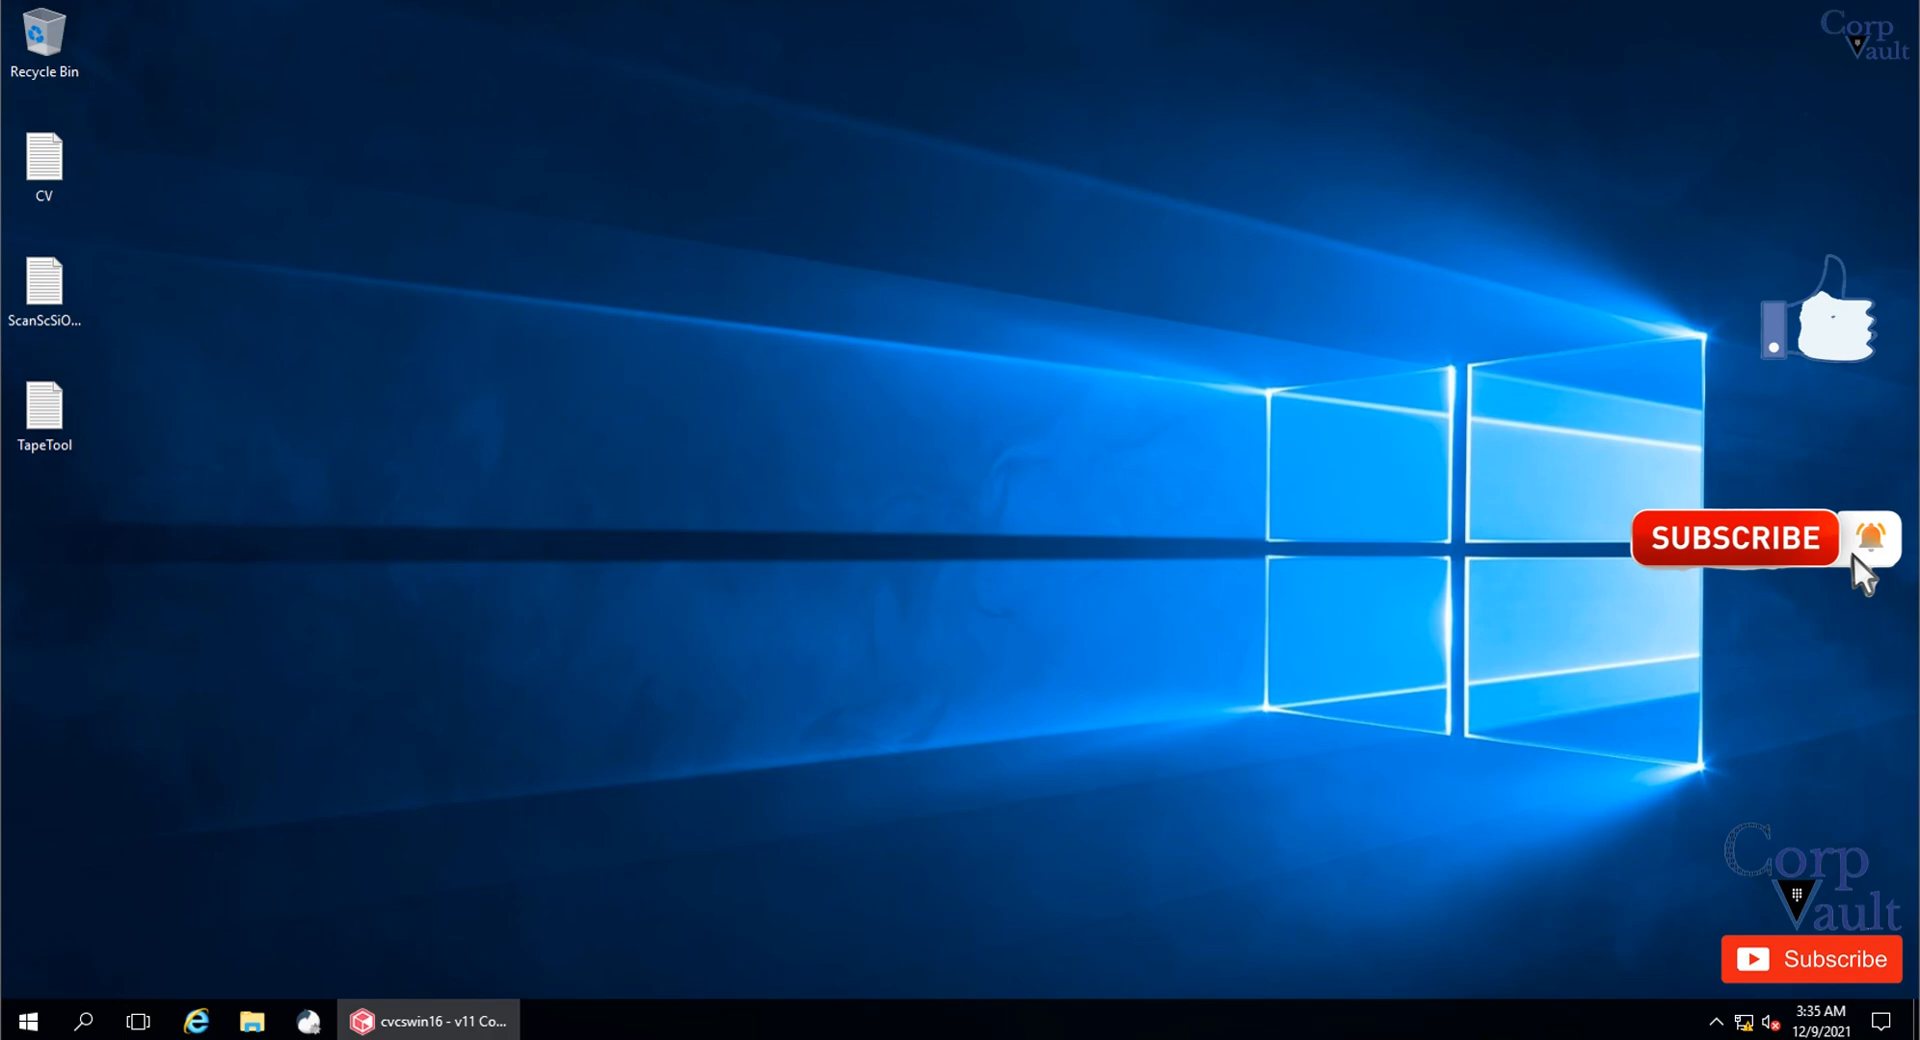 Corp
Vault
Recycle Bin
CV
ScanScSiO...
TapeTool
SUBSCRIBE
Corp
Vault
Subscribe
cvcswin16 - v11 Co...
3:35 AM
12/9/2021